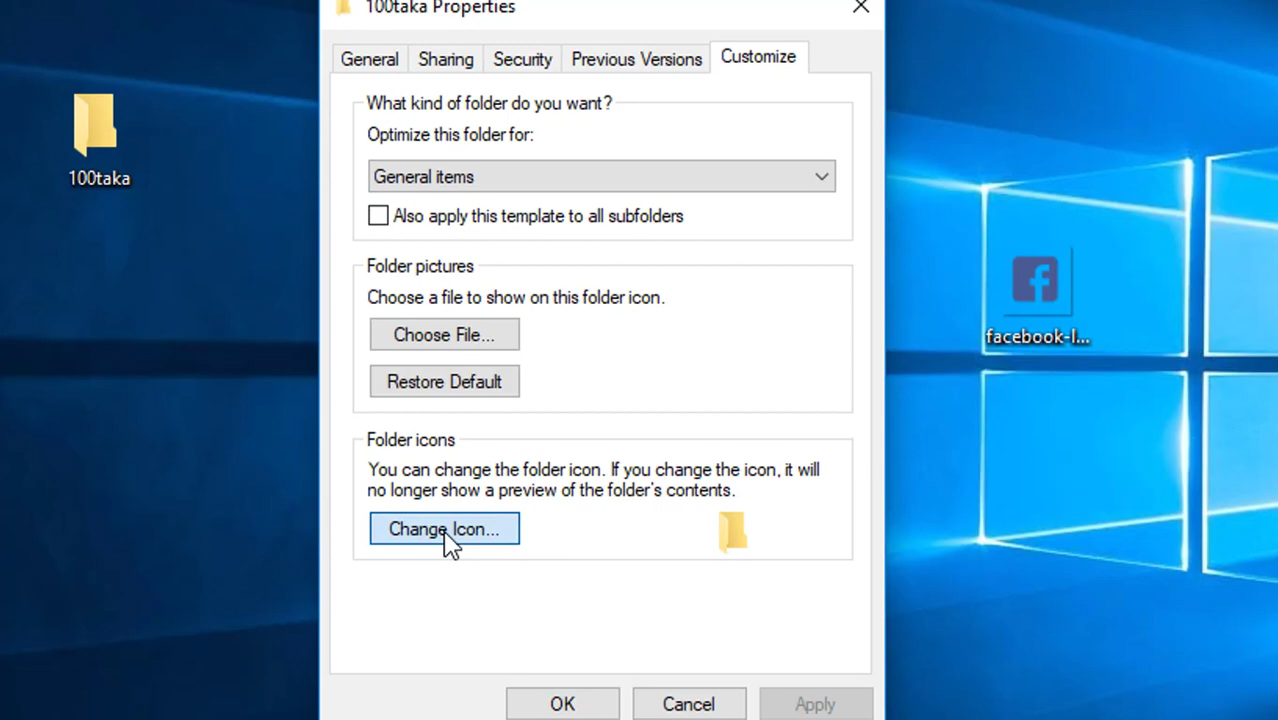 100taka Properties
General
Sharing
Security
Previous Versions
Customize
What kind of folder do you want?
Optimize this folder for:
General items
Also apply this template to all subfolders
Folder pictures
Choose a file to show on this folder icon.
Choose File...
Restore Default
Folder icons
You can change the folder icon. If you change the icon, it will
no longer show a preview of the folder's contents.
Change Icon...
OK
Cancel
Apply
100taka
facebook-l...